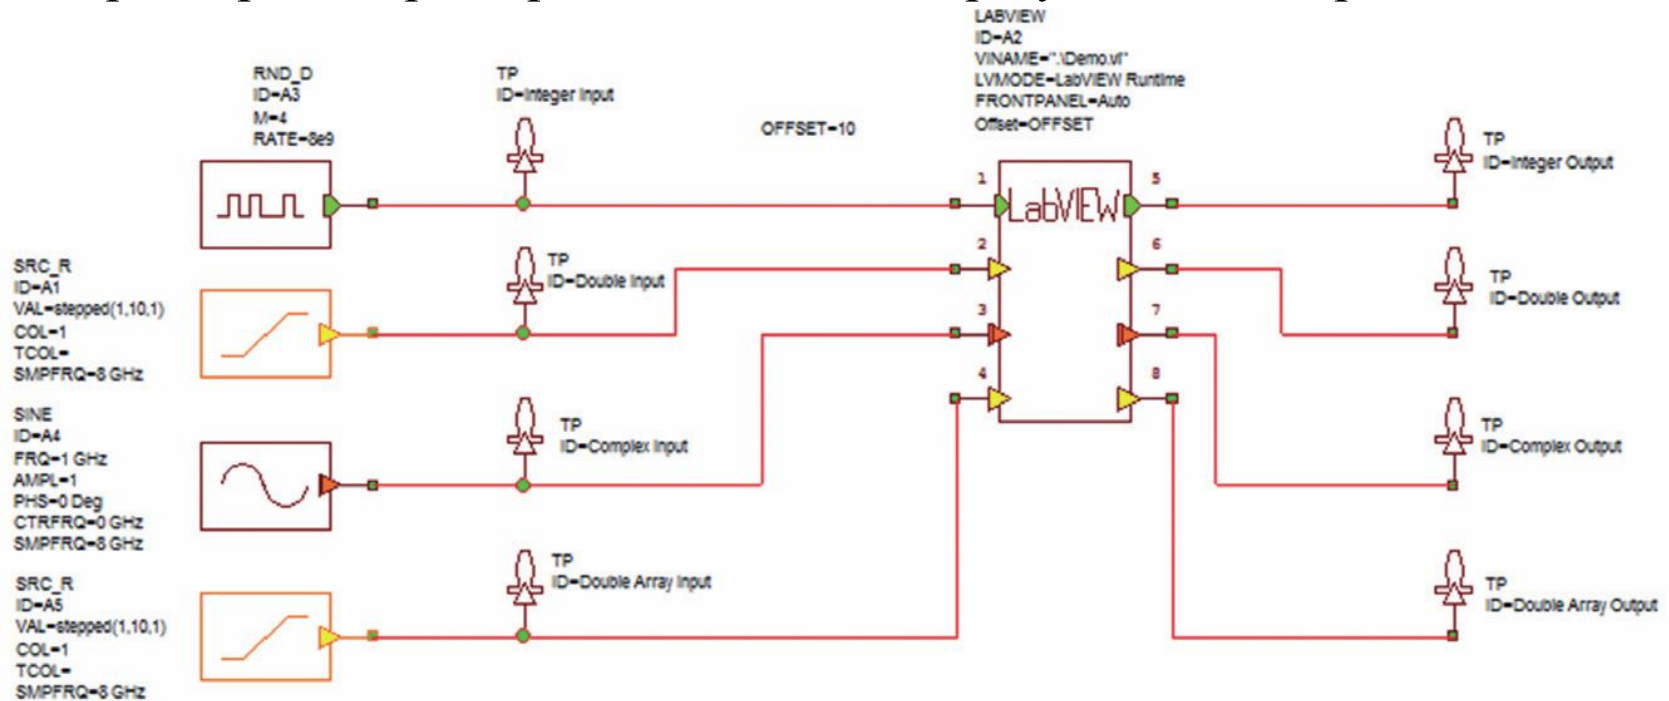 LABVIEW
ID=A2
VINAME=".\Demo.vi"
LVMODE=LabVIEW Runtime
FRONTPANEL=Auto
Offset=OFFSET
RND_D
ID=A3
M=4
RATE=8e9
TP
ID=Integer Input
OFFSET=10
TP
ID=Integer Output
1
LabVIEW
5
SRC_R
ID=A1
VAL=stepped(1,10,1)
COL=1
TCOL=
SMPFRQ=8 GHz
TP
ID=Double Input
2
6
TP
ID=Double Output
3
7
SINE
ID=A4
FRQ=1 GHz
AMPL=1
PHS=0 Deg
CTRFRQ=0 GHz
SMPFRQ=8 GHz
TP
ID=Complex Input
4
8
TP
ID=Complex Output
SRC_R
ID=A5
VAL=stepped(1,10,1)
COL=1
TCOL=
SMPFRQ=8 GHz
TP
ID=Double Array Input
TP
ID=Double Array Output